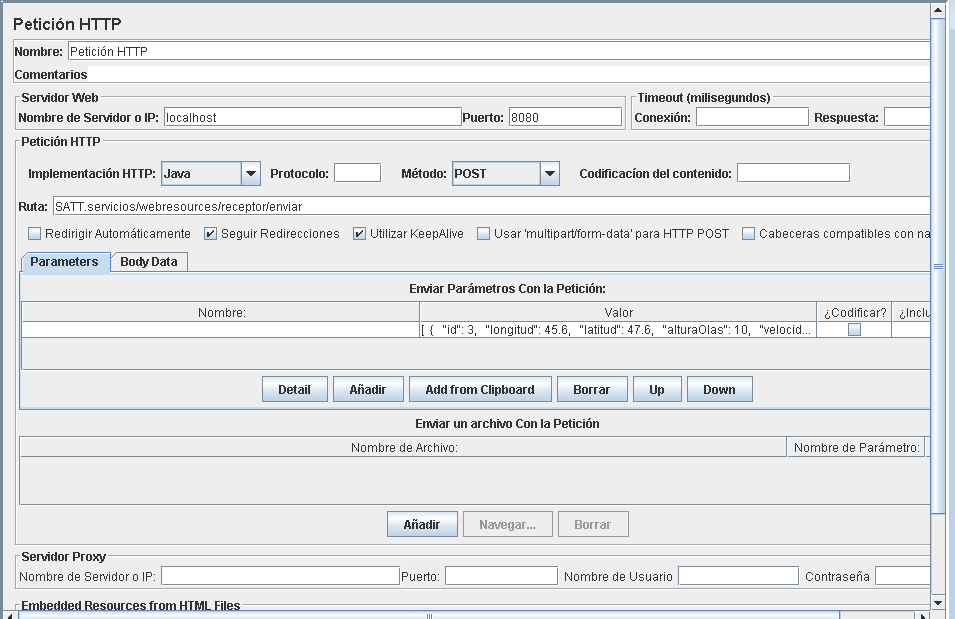 Petición HTTP
Nombre: Petición HTTP
Comentarios
Servidor Web
Timeout (milisegundos)
Nombre de Servidor o IP: localhost Puerto: 8080
Conexión: Respuesta:
Petición HTTP
Implementación HTTP: Java Protocolo: Método: POST Codificacíon del contenido:
Ruta: SATT.servicios/webresources/receptor/enviar
Redirigir Automáticamente Seguir Redirecciones Utilizar KeepAlive Usar 'multipart/form-data' para HTTP POST Cabeceras compatibles con na
Parameters Body Data
Enviar Parámetros Con la Petición:
Nombre: Valor ¿Codificar? ¿Inclu
[ { "id": 3, "longitud": 45.6, "latitud": 47.6, "alturaOlas": 10, "velocid...
Detail Añadir Add from Clipboard Borrar Up Down
Enviar un archivo Con la Petición
Nombre de Archivo: Nombre de Parámetro:
Añadir Navegar... Borrar
Servidor Proxy
Nombre de Servidor o IP: Puerto: Nombre de Usuario Contraseña
Embedded Resources from HTML Files